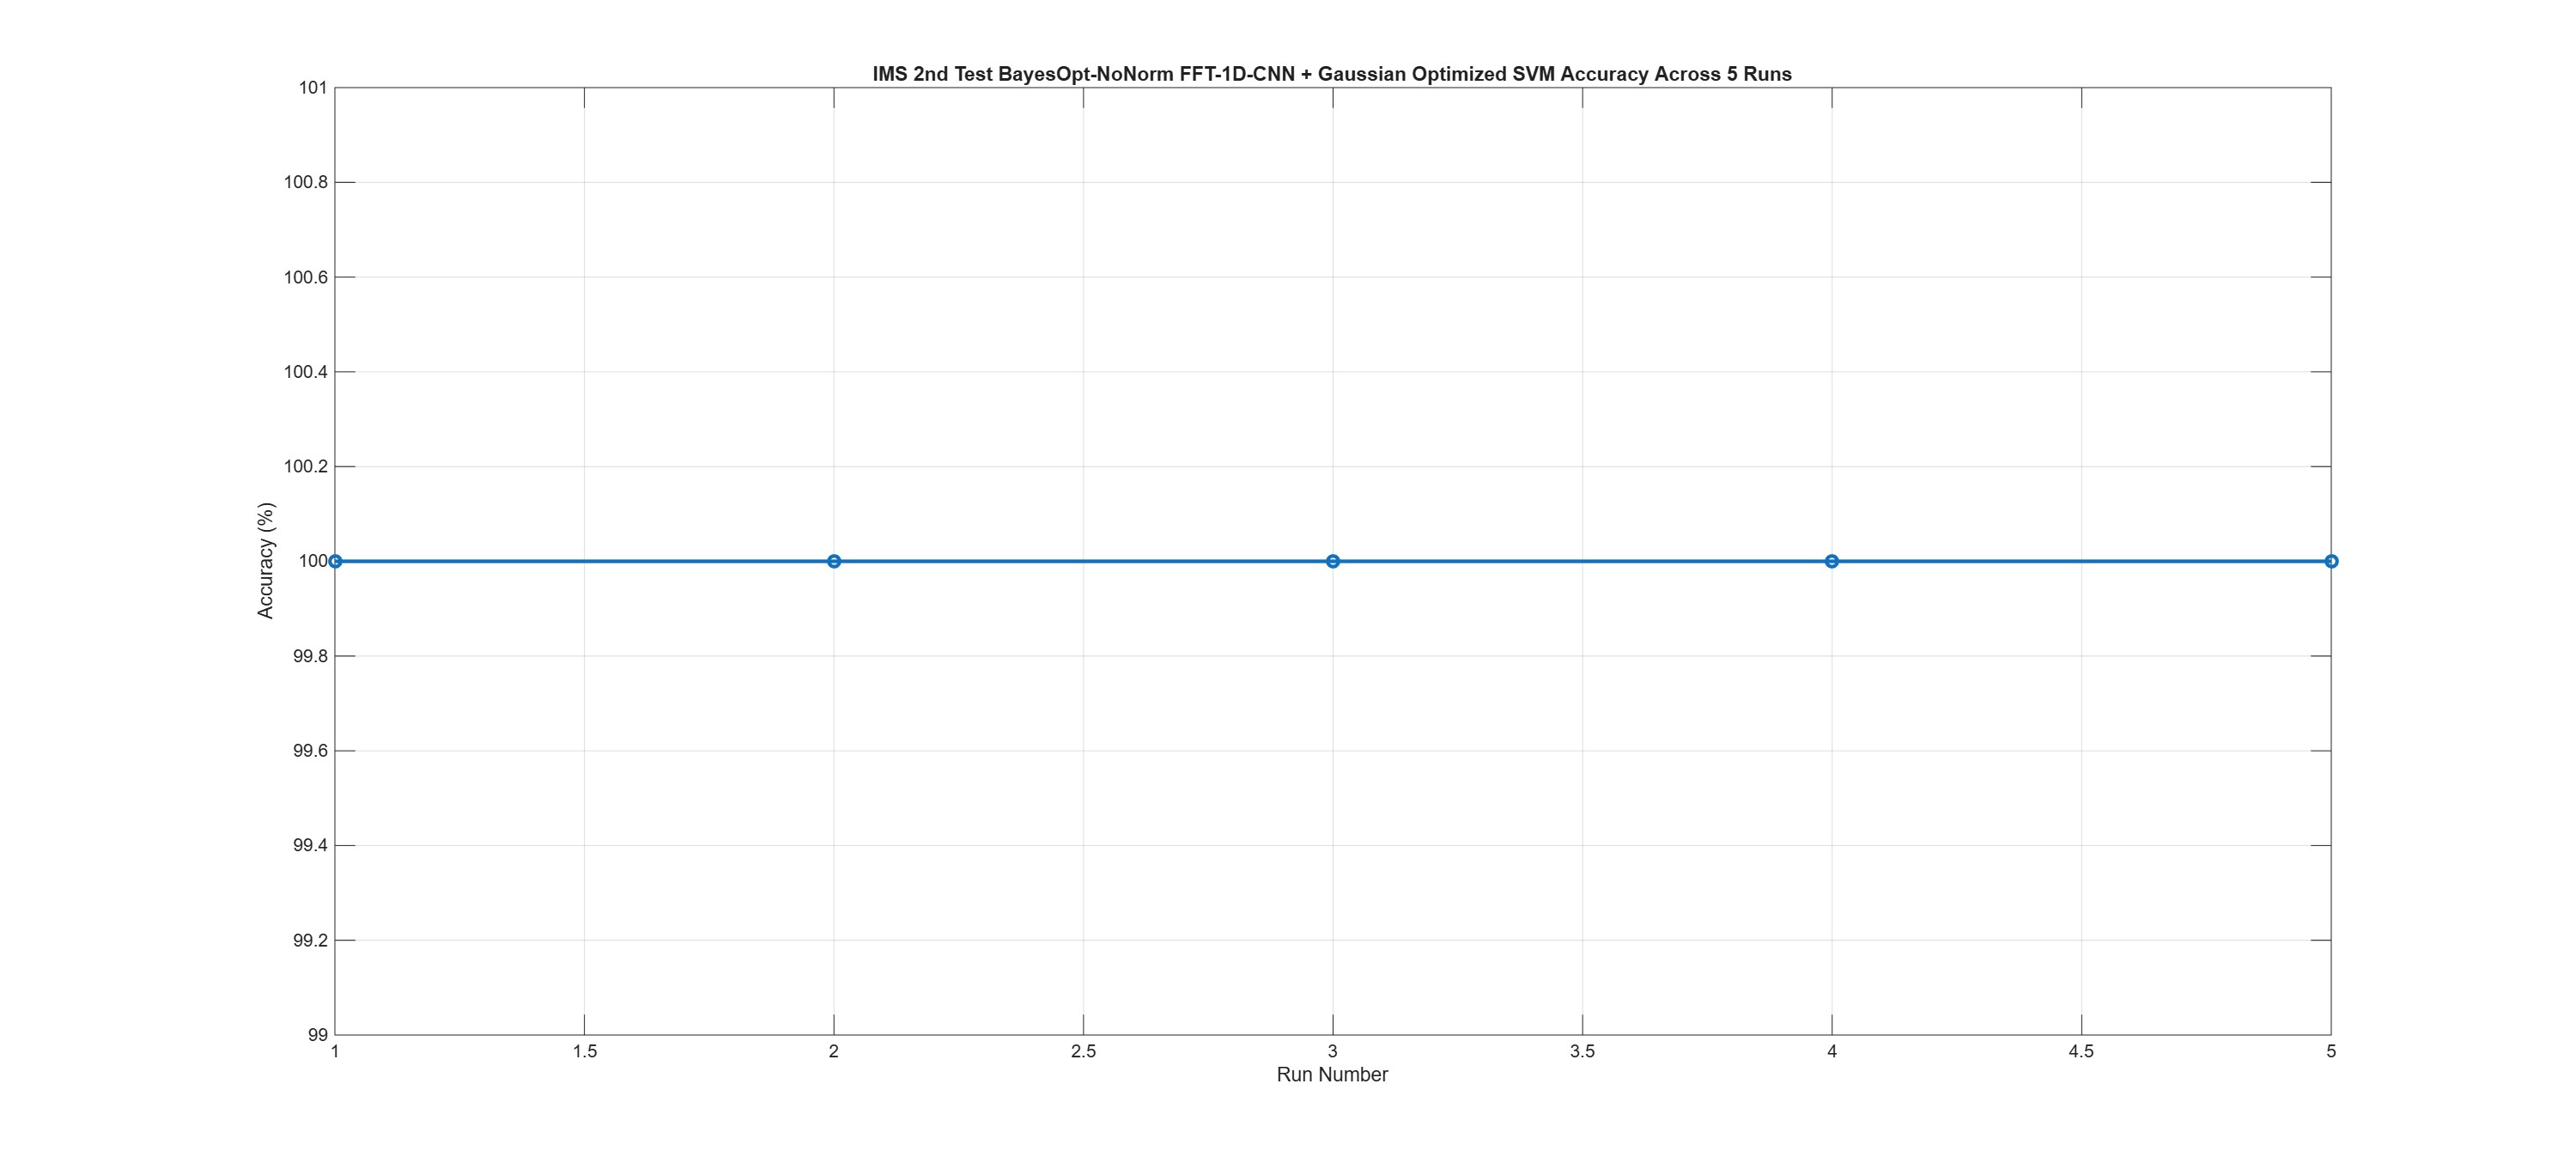 IMS 2nd Test BayesOpt-NoNorm FFT-1D-CNN + Gaussian Optimized SVM Accuracy Across 5 Runs
101
100.8
100.6
100.4
100.2
100
99.8
99.6
99.4
99.2
99
Accuracy (%)
1 1.5 2 2.5 3 3.5 4 4.5 5
Run Number